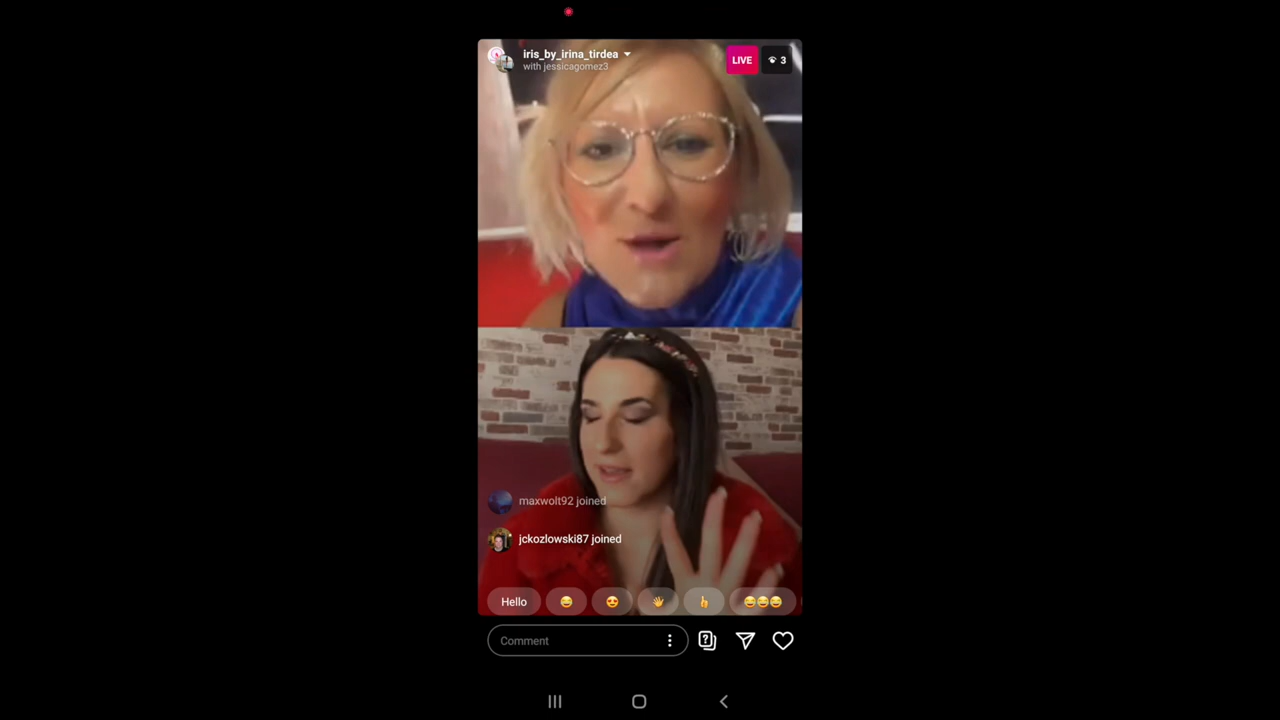 iris_by_irina_tirdea
with jessicagomez3
LIVE
3
maxwolt92 joined
jckozlowski87 joined
Hello
Comment